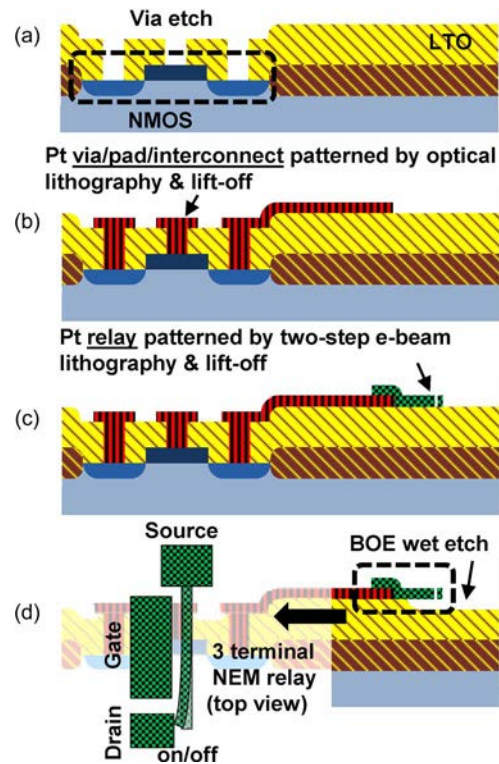 (a)
Via etch
LTO
NMOS
Pt via/pad/interconnect patterned by optical
lithography & lift-off
(b)
Pt relay patterned by two-step e-beam
lithography & lift-off
(c)
(d)
Source
BOE wet etch
Gate
3 terminal
NEM relay
(top view)
Drain
on/off